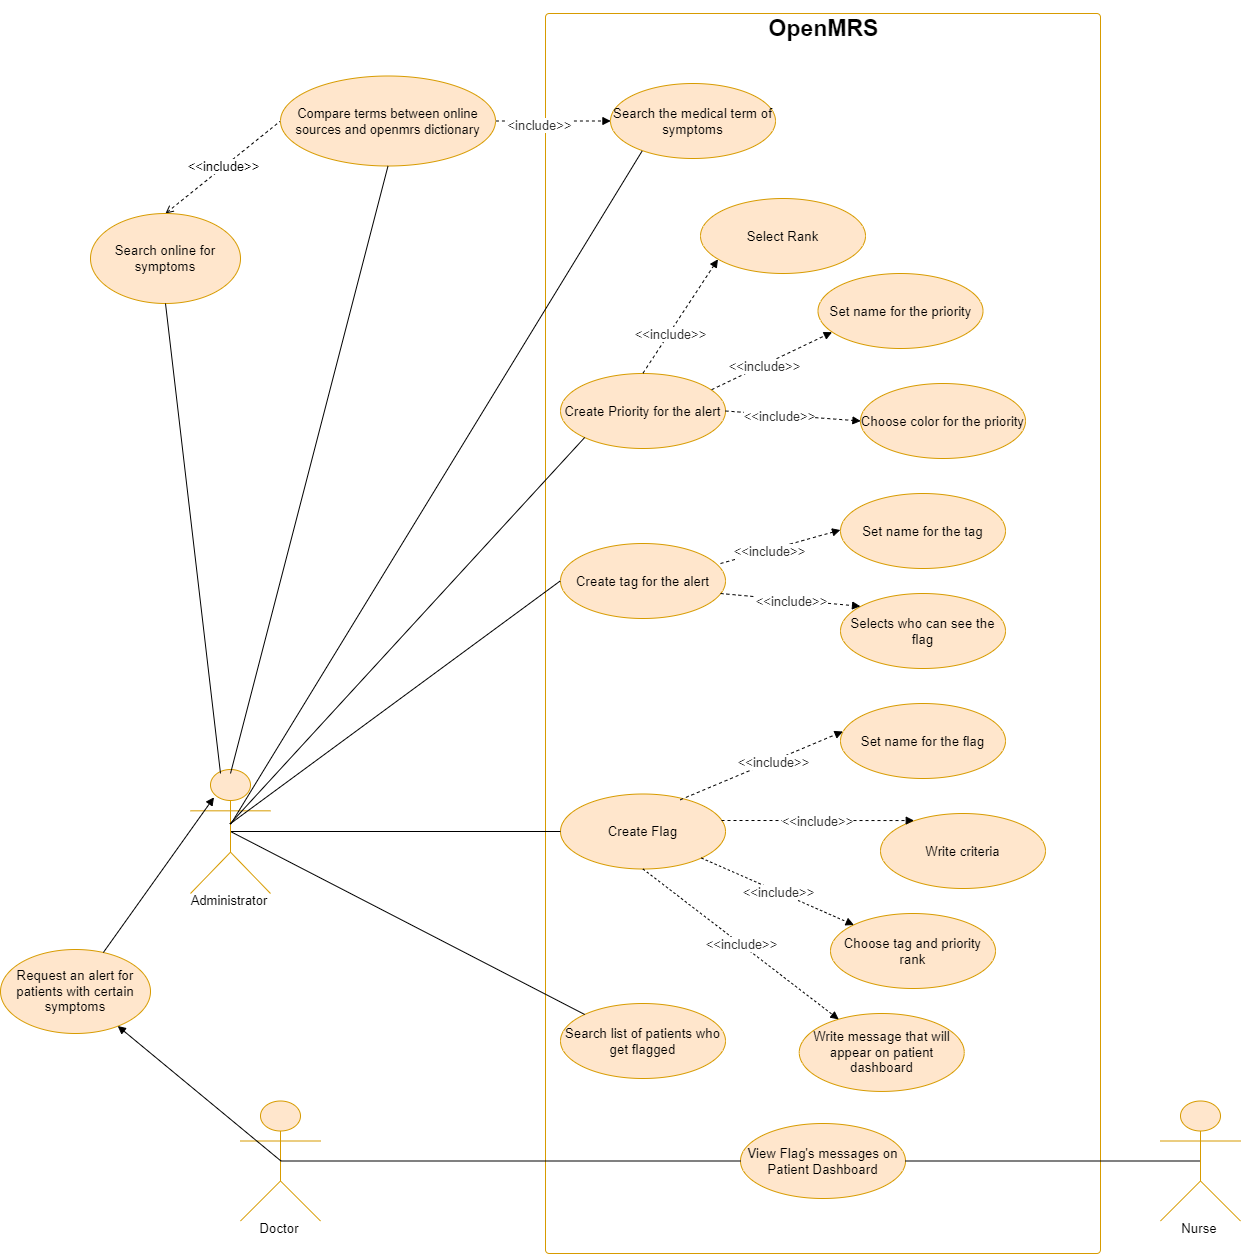 OpenMRS
Compare terms between online
sources and openmrs dictionary
<include>>
Search the medical term of
symptoms
<<include>>
Search online for
symptoms
Select Rank
<<include>>
Set name for the priority
<<include>>
Create Priority for the alert
<<include>>
Choose color for the priority
Set name for the tag
<<include>>
Create tag for the alert
<<include>>
Selects who can see the
flag
Set name for the flag
<<include>>
Create Flag
<<include>>
Write criteria
<<include>>
Choose tag and priority
rank
<<include>>
Administrator
Request an alert for
patients with certain
symptoms
Search list of patients who
get flagged
Write message that will
appear on patient
dashboard
View Flag's messages on
Patient Dashboard
Doctor
Nurse